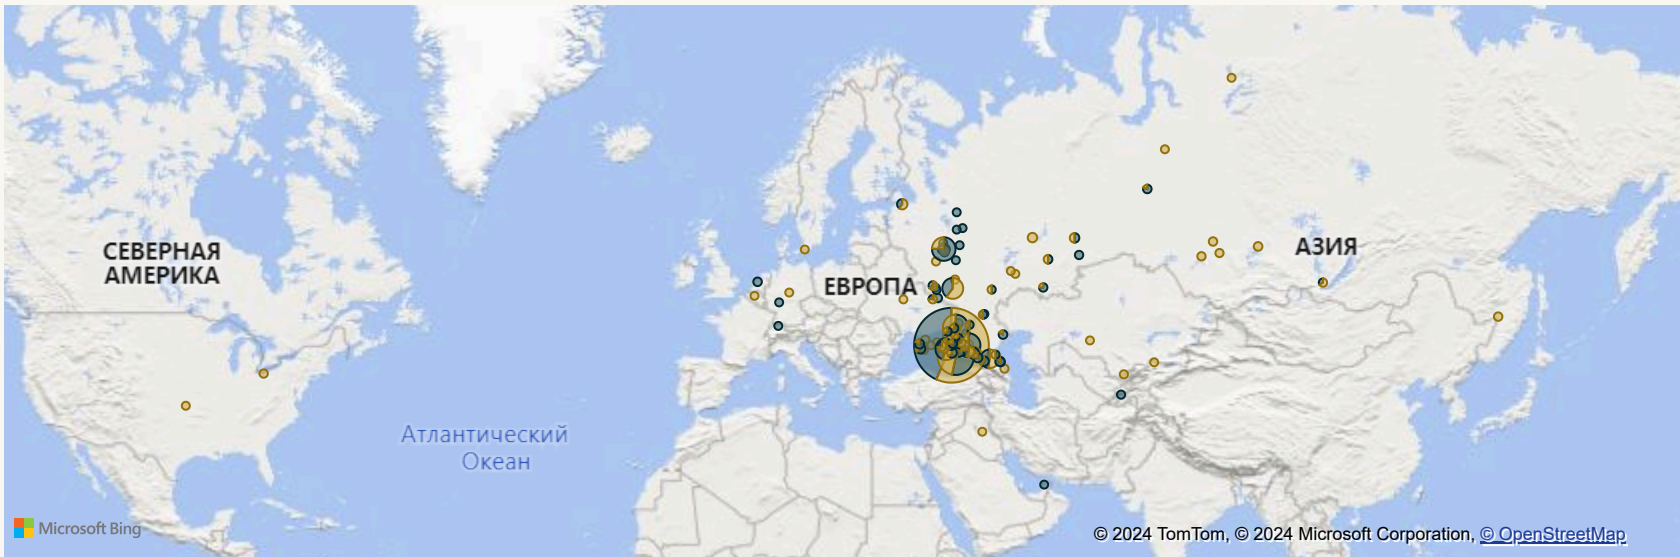 СЕВЕРНАЯ
АМЕРИКА
ЕВРОПА
АЗИЯ
Атлантический
Океан
Microsoft Bing
© 2024 TomTom, © 2024 Microsoft Corporation, © OpenStreetMap